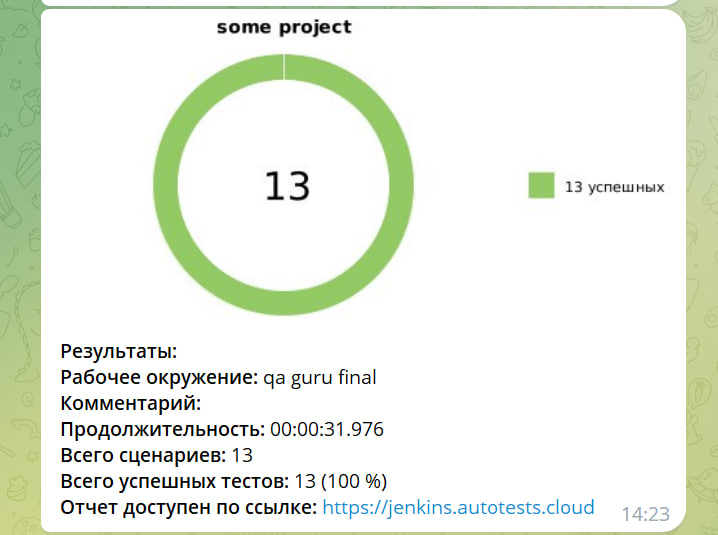 some project
13
13 успешных
Результаты:
Рабочее окружение: qa guru final
Комментарий:
Продолжительность: 00:00:31.976
Всего сценариев: 13
Всего успешных тестов: 13 (100 %)
Отчет доступен по ссылке: https://jenkins.autotests.cloud
14:23